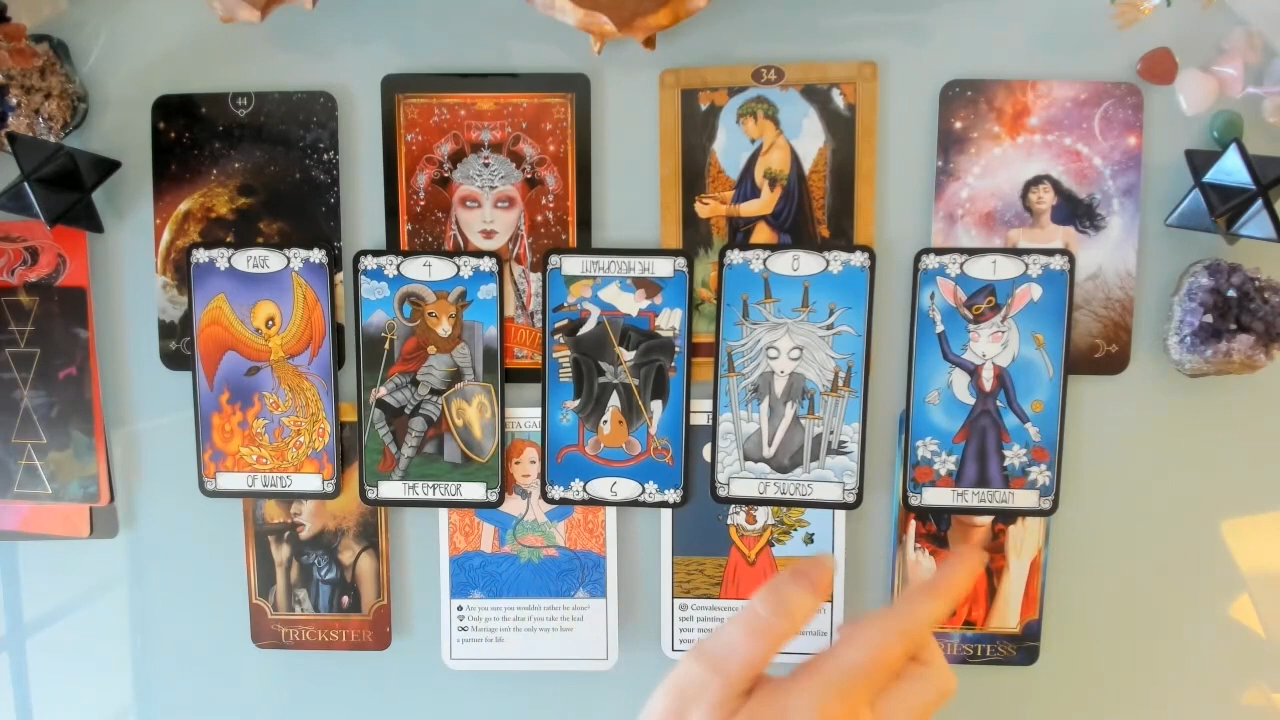 44
34
LOVE
PAGE
OF WANDS
4
THE EMPEROR
THE HIEROPHANT
5
8
OF SWORDS
1
THE MAGICIAN
TRICKSTER
Are you sure you wouldn't rather be alone?
Only go to the altar if you take the lead
Marriage isn't the only way to have
a partner for life.
Convalescence
spell painting
your most
your